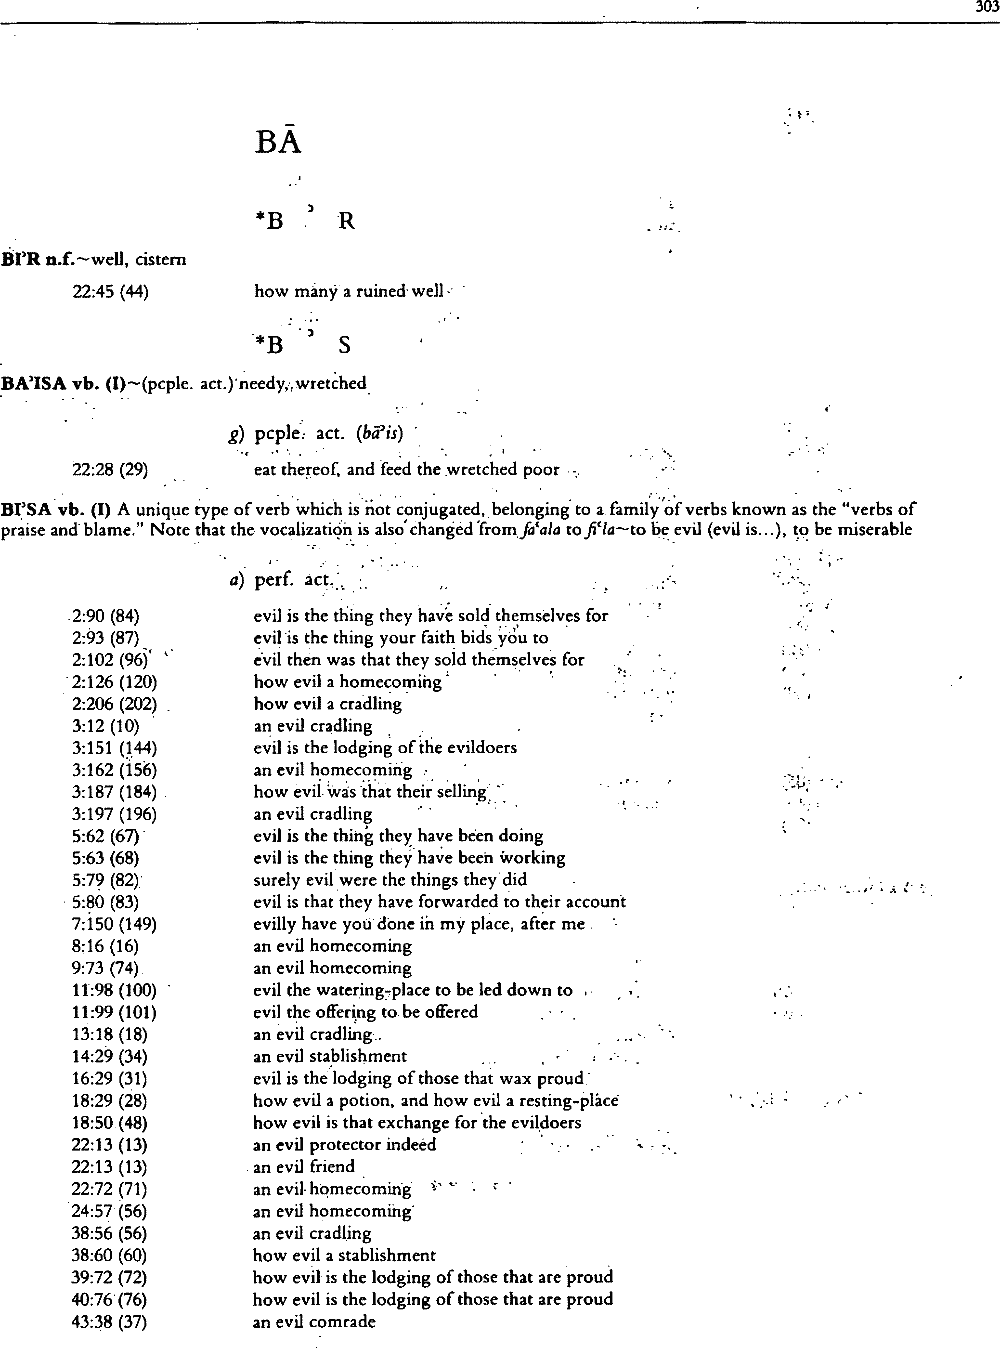 303
BĀ
*B ʾ R
BIʾR n.f.~well, cistern
22:45 (44) how many a ruined well
*B ʾ S
BAʾISA vb. (I)~(pcple. act.) needy, wretched
g) pcple. act. (bāʾis)
22:28 (29) eat thereof, and feed the wretched poor
BIʾSA vb. (I) A unique type of verb which is not conjugated, belonging to a family of verbs known as the “verbs of
praise and blame.” Note that the vocalization is also changed from faʿala to fiʿla~to be evil (evil is...), to be miserable
a) perf. act.
2:90 (84) evil is the thing they have sold themselves for
2:93 (87) evil is the thing your faith bids you to
2:102 (96) evil then was that they sold themselves for
2:126 (120) how evil a homecoming
2:206 (202) how evil a cradling
3:12 (10) an evil cradling
3:151 (144) evil is the lodging of the evildoers
3:162 (156) an evil homecoming
3:187 (184) how evil was that their selling
3:197 (196) an evil cradling
5:62 (67) evil is the thing they have been doing
5:63 (68) evil is the thing they have been working
5:79 (82) surely evil were the things they did
5:80 (83) evil is that they have forwarded to their account
7:150 (149) evilly have you done in my place, after me
8:16 (16) an evil homecoming
9:73 (74) an evil homecoming
11:98 (100) evil the watering-place to be led down to
11:99 (101) evil the offering to be offered
13:18 (18) an evil cradling
14:29 (34) an evil stablishment
16:29 (31) evil is the lodging of those that wax proud
18:29 (28) how evil a potion, and how evil a resting-place
18:50 (48) how evil is that exchange for the evildoers
22:13 (13) an evil protector indeed
22:13 (13) an evil friend
22:72 (71) an evil homecoming
24:57 (56) an evil homecoming
38:56 (56) an evil cradling
38:60 (60) how evil a stablishment
39:72 (72) how evil is the lodging of those that are proud
40:76 (76) how evil is the lodging of those that are proud
43:38 (37) an evil comrade